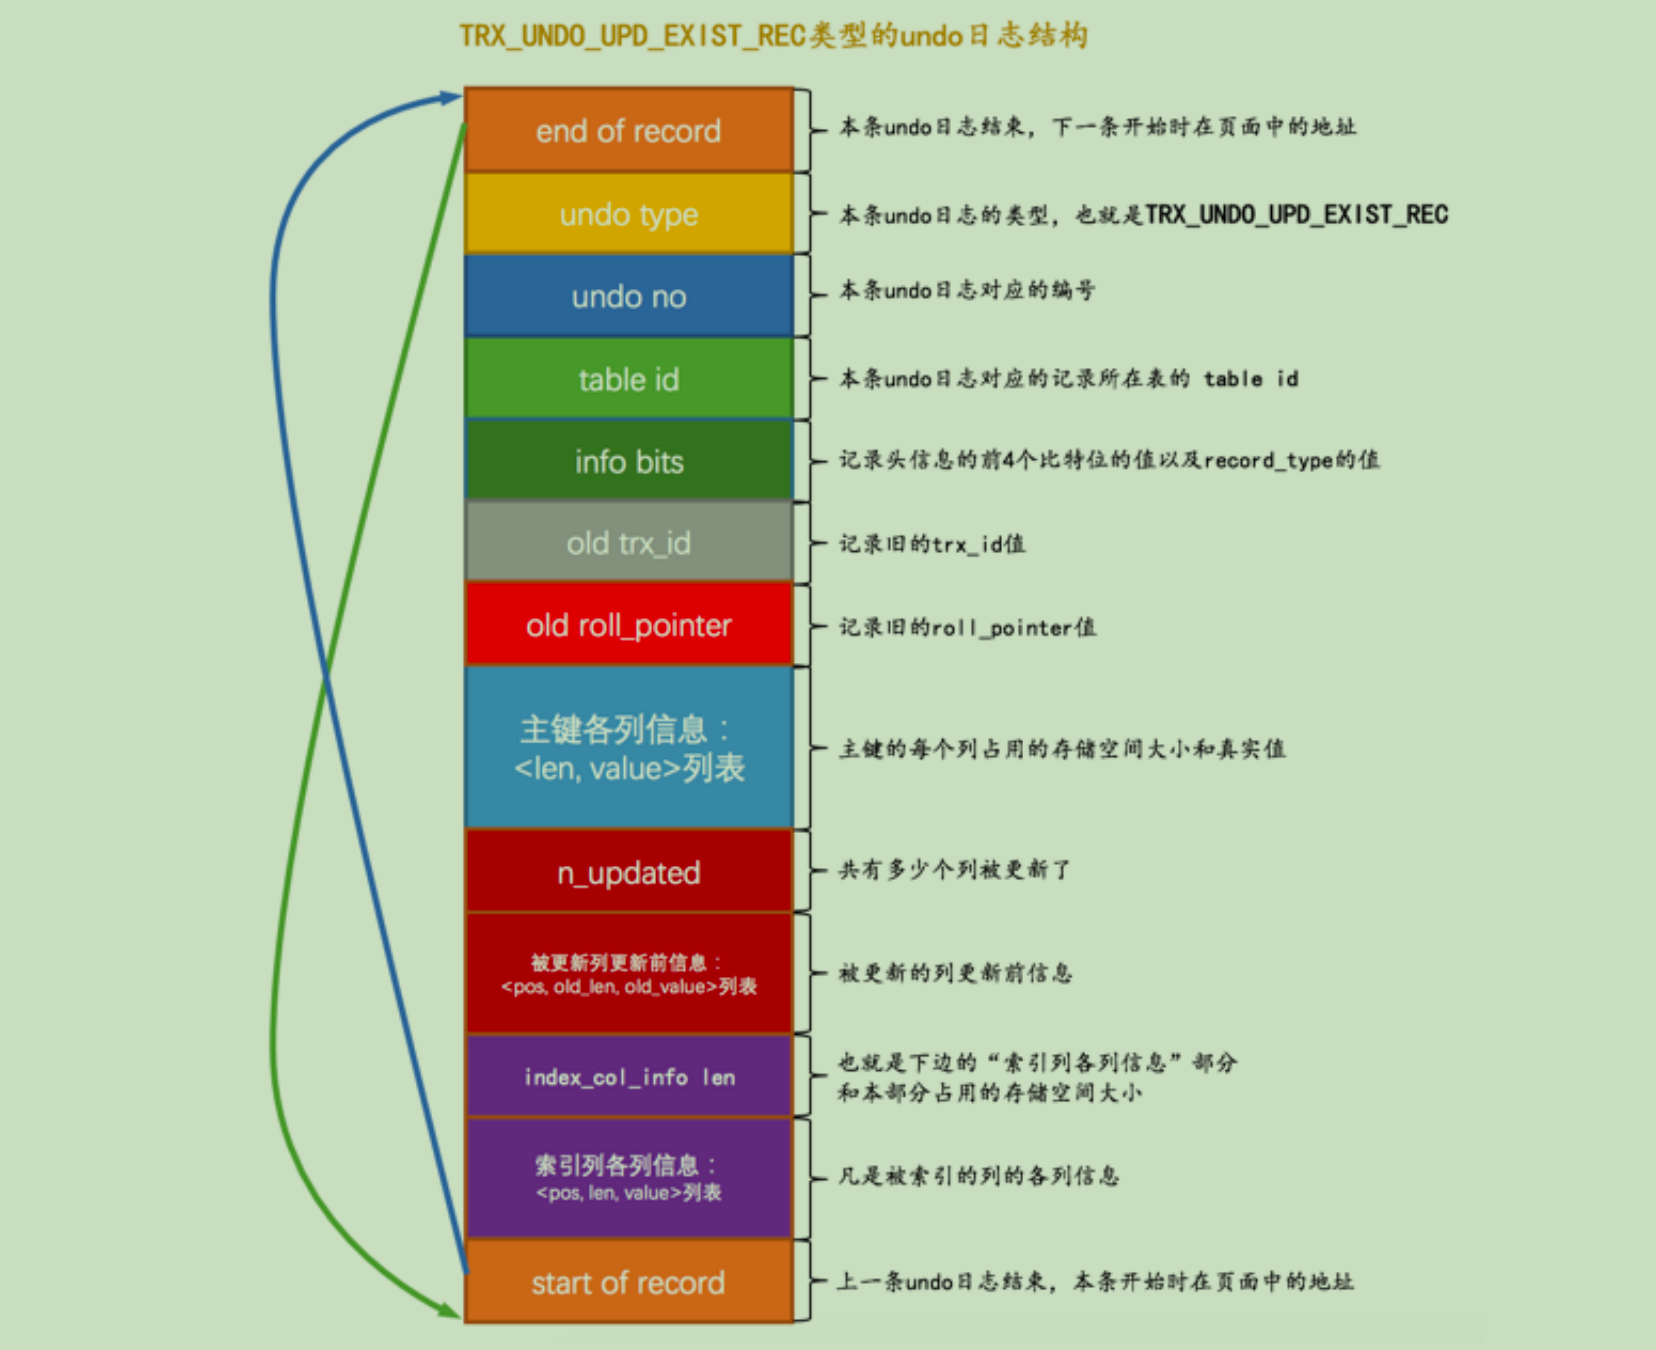 TRX_UNDO_UPD_EXIST_REC类型的undo日志结构
end of record
本条undo日志结束，下一条开始时在页面中的地址
undo type
本条undo日志的类型，也就是TRX_UNDO_UPD_EXIST_REC
undo no
本条undo日志对应的编号
table id
本条undo日志对应的记录所在表的 table id
info bits
记录头信息的前4个比特位的值以及record_type的值
old trx_id
记录旧的trx_id值
old roll_pointer
记录旧的roll_pointer值
主键各列信息：
<len, value>列表
主键的每个列占用的存储空间大小和真实值
n_updated
共有多少个列被更新了
被更新列更新前信息：
<pos, old_len, old_value>列表
被更新的列更新前信息
index_col_info len
也就是下边的“索引列各列信息”部分
和本部分占用的存储空间大小
索引列各列信息：
<pos, len, value>列表
凡是被索引的列的各列信息
start of record
上一条undo日志结束，本条开始时在页面中的地址